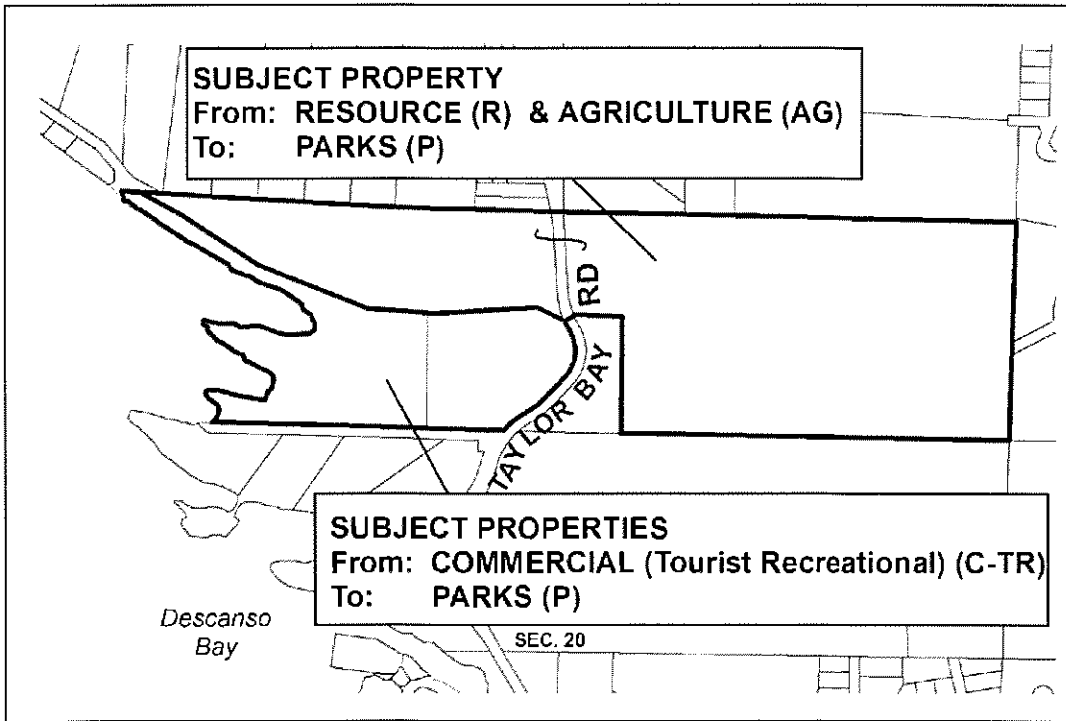 SUBJECT PROPERTY
From: RESOURCE (R) & AGRICULTURE (AG)
To: PARKS (P)
TAYLOR BAY RD
SUBJECT PROPERTIES
From: COMMERCIAL (Tourist Recreational) (C-TR)
To: PARKS (P)
Descanso
Bay
SEC. 20